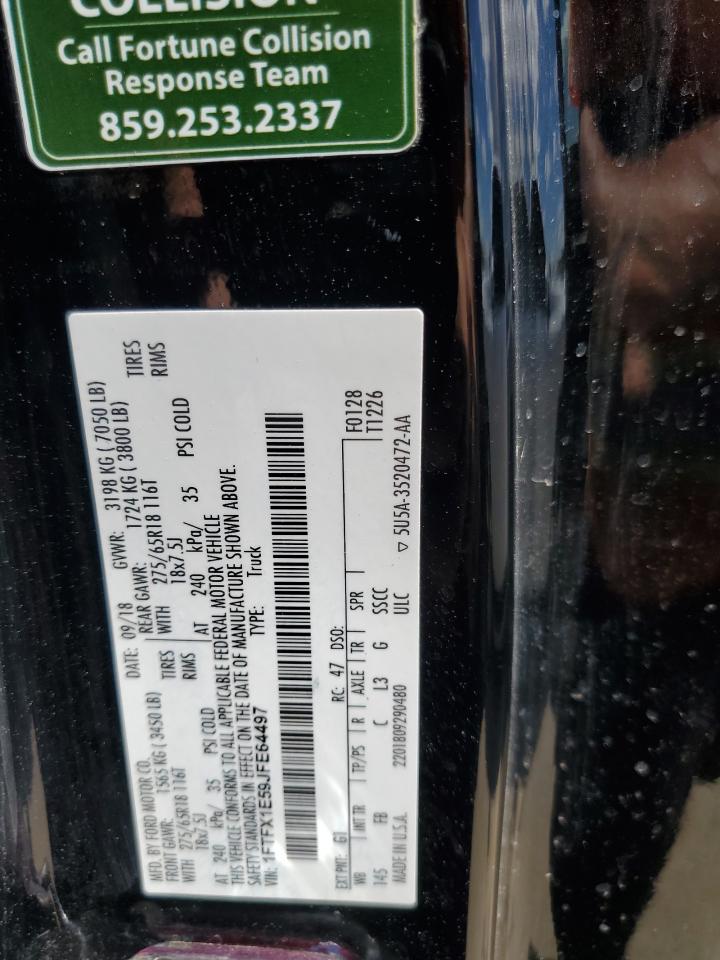 COLLISION
Call Fortune Collision
Response Team
859.253.2337
MFD. BY FORD MOTOR CO.
DATE: 09/18 GVWR: 3198 KG ( 7050 LB)
FRONT GAWR: 1565 KG ( 3450 LB) REAR GAWR: 1724 KG ( 3800 LB)
WITH 275/65R18 116T TIRES WITH 275/65R18 116T TIRES
18x7.5J RIMS 18x7.5J RIMS
AT 240 kPa/ 35 PSI COLD AT 240 kPa/ 35 PSI COLD
THIS VEHICLE CONFORMS TO ALL APPLICABLE FEDERAL MOTOR VEHICLE
SAFETY STANDARDS IN EFFECT ON THE DATE OF MANUFACTURE SHOWN ABOVE.
VIN: 1FTFX1E59JFE64497 TYPE: Truck
EXT PNT: G1 RC: 47 DSO: F0128
WB INT TR TP/PS R AXLE TR SPR T1226
145 FB C L3 G SSCC
MADE IN U.S.A. 2201809290480 ULC ▽ 5U5A-3520472-AA